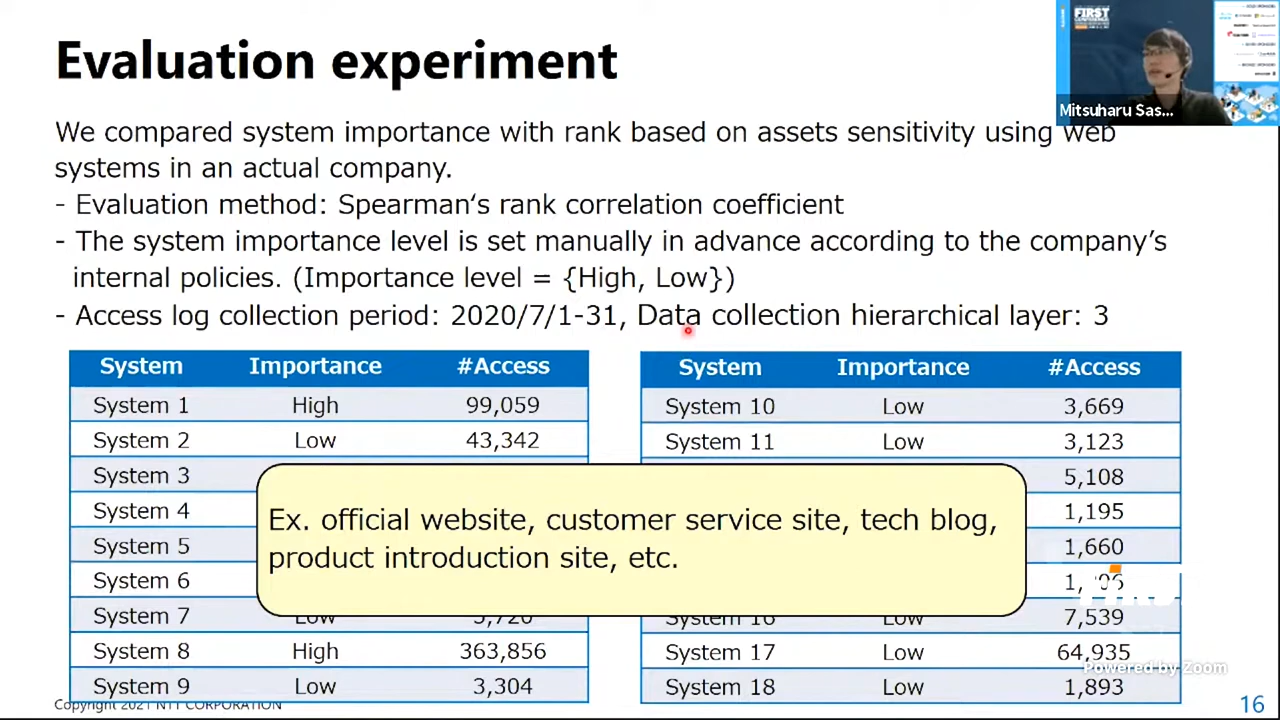 Evaluation experiment
FIRST
Mitsuharu Sas...
We compared system importance with rank based on assets sensitivity using web
systems in an actual company.
- Evaluation method: Spearman‘s rank correlation coefficient
- The system importance level is set manually in advance according to the company’s
internal policies. (Importance level = {High, Low})
- Access log collection period: 2020/7/1-31, Data collection hierarchical layer: 3
System Importance #Access
System 1 High 99,059
System 2 Low 43,342
System 3
System 4
System 5
System 6
System 7 Low 3,720
System 8 High 363,856
System 9 Low 3,304
System Importance #Access
System 10 Low 3,669
System 11 Low 3,123
5,108
1,195
1,660
System 16 Low 7,539
System 17 Low 64,935
System 18 Low 1,893
Ex. official website, customer service site, tech blog,
product introduction site, etc.
Powered by Zoom
Copyright 2021 NTT CORPORATION
16